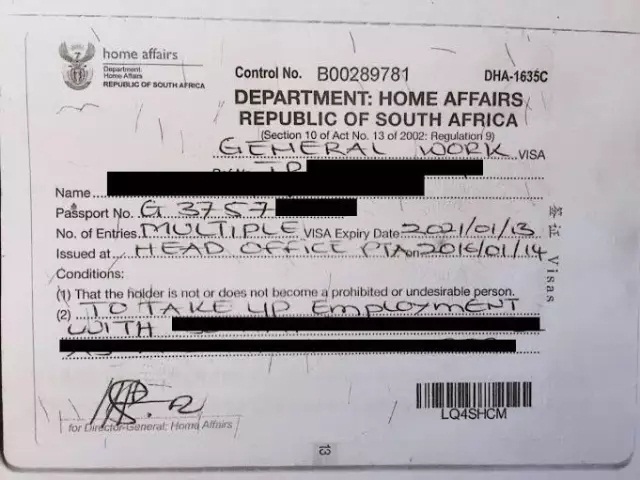 home affairs
Department:
Home Affairs
REPUBLIC OF SOUTH AFRICA
Control No. B00289781
DHA-1635C
DEPARTMENT: HOME AFFAIRS
REPUBLIC OF SOUTH AFRICA
(Section 10 of Act No. 13 of 2002: Regulation 9)
GENERAL WORK VISA
Name
Passport No. G 3757
No. of Entries. MULTIPLE VISA Expiry Date 2021/01/13
Issued at HEAD OFFICE PTA on 2016/01/14
Conditions:
(1) That the holder is not or does not become a prohibited or undesirable person.
(2) TO TAKE UP EMPLOYMENT
WITH
for Director-General: Home Affairs
LQ4SHCM
签证 Visas
13